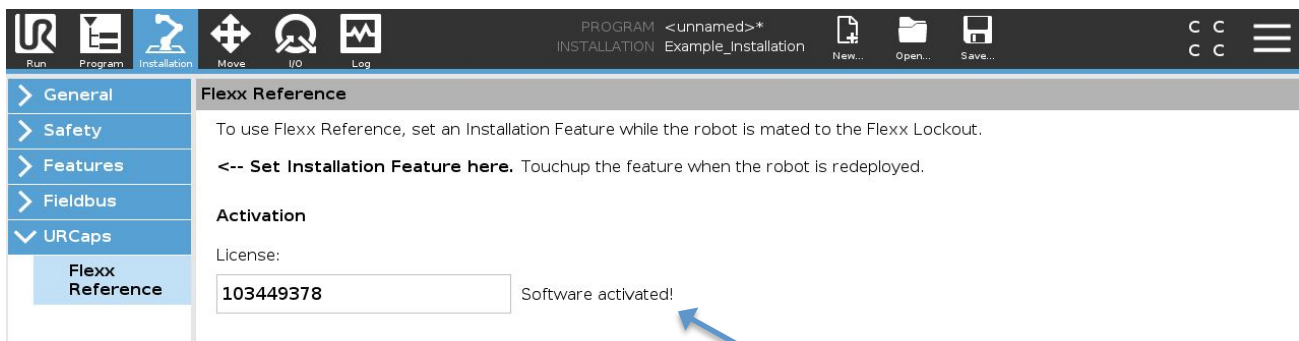 PROGRAM <unnamed>*
INSTALLATION Example_Installation
UR
Run Program Installation Move I/O Log New... Open... Save...
C C
C C
General
Safety
Features
Fieldbus
URCaps
Flexx
Reference
Flexx Reference
To use Flexx Reference, set an Installation Feature while the robot is mated to the Flexx Lockout.
<-- Set Installation Feature here. Touchup the feature when the robot is redeployed.
Activation
License:
103449378 Software activated!